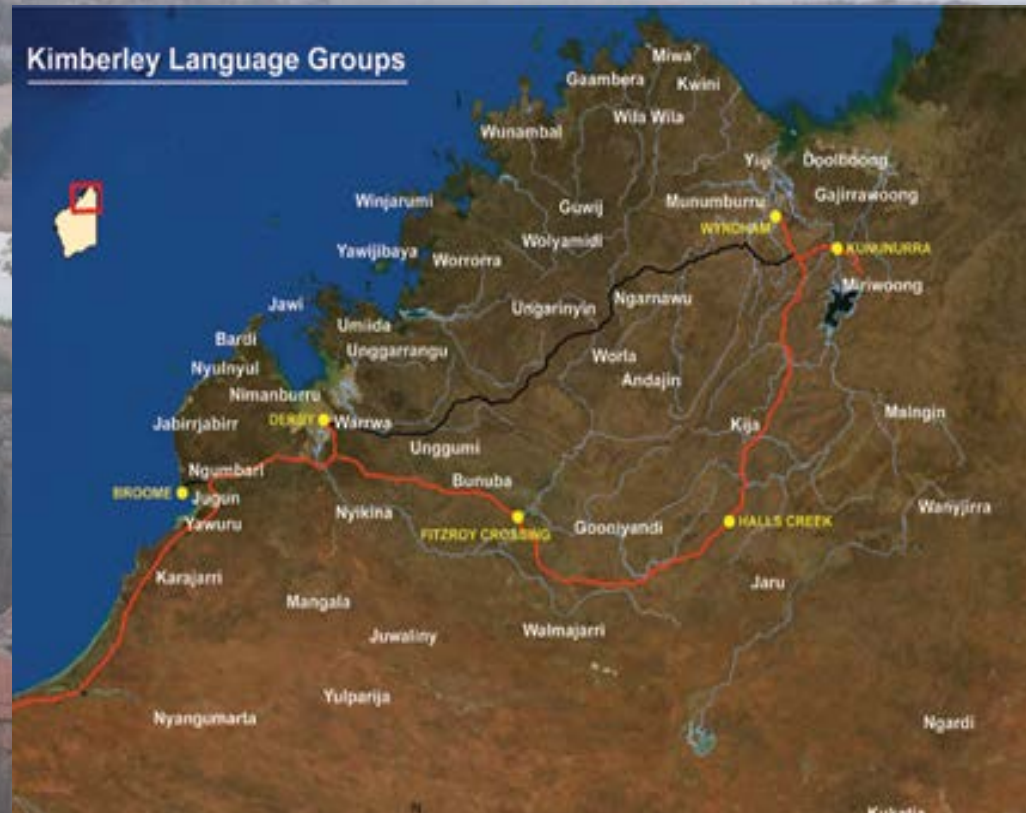 Kimberley Language Groups
Miwa
Gaambera
Kwini
Wila Wila
Wunambal
Yiiji
Doolboong
Gajirrawoong
Munumburru
Winjarumi
Guwij
WYNDHAM
Wolyamidi
KUNUNURRA
Yawijibaya
Worrorra
Miriwoong
Jawi
Ungarinyin
Ngarnawu
Umiida
Bardi
Unggarrangu
Worla
Nyulnyul
Andajin
Nimanburru
Malngin
Jabirrjabirr
DERBY
Warrwa
Kija
Unggumi
Ngumbarl
Bunuba
BROOME
Jugun
Wanyjirra
Nyikina
Yawuru
FITZROY CROSSING
Gooniyandi
HALLS CREEK
Karajarri
Jaru
Mangala
Walmajarri
Juwaliny
Yulparija
Nyangumarta
Ngardi